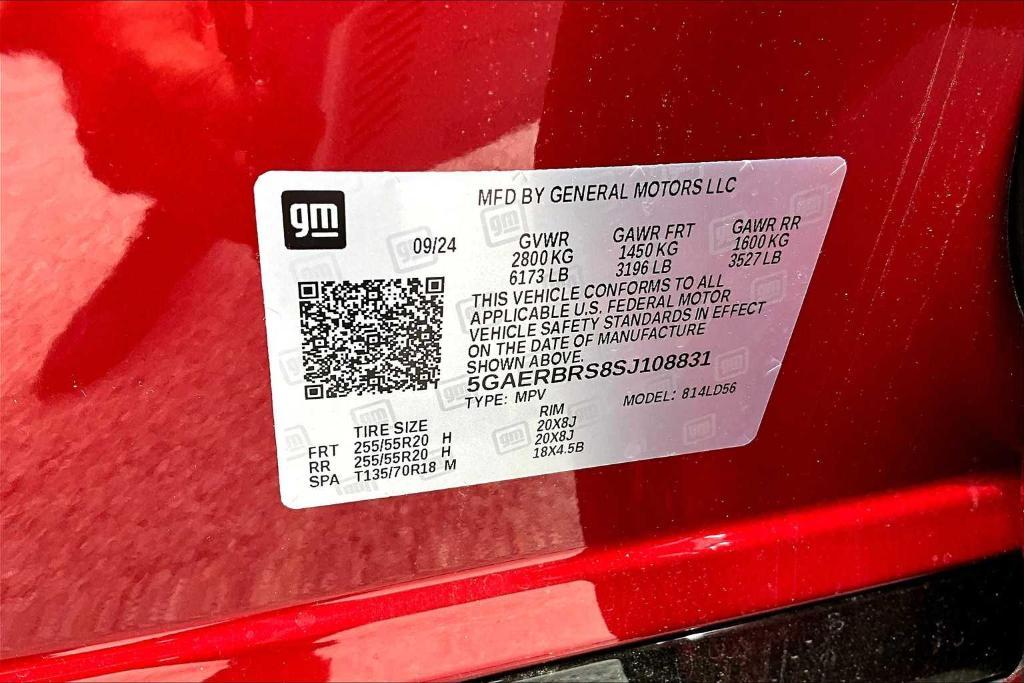 gm
MFD BY GENERAL MOTORS LLC
09/24 GVWR GAWR FRT GAWR RR
2800 KG 1450 KG 1600 KG
6173 LB 3196 LB 3527 LB
THIS VEHICLE CONFORMS TO ALL
APPLICABLE U.S. FEDERAL MOTOR
VEHICLE SAFETY STANDARDS IN EFFECT
ON THE DATE OF MANUFACTURE
SHOWN ABOVE.
5GAERBRS8SJ108831
TYPE: MPV MODEL: 814LD56
TIRE SIZE RIM
FRT 255/55R20 H 20X8J
RR 255/55R20 H 20X8J
SPA T135/70R18 M 18X4.5B